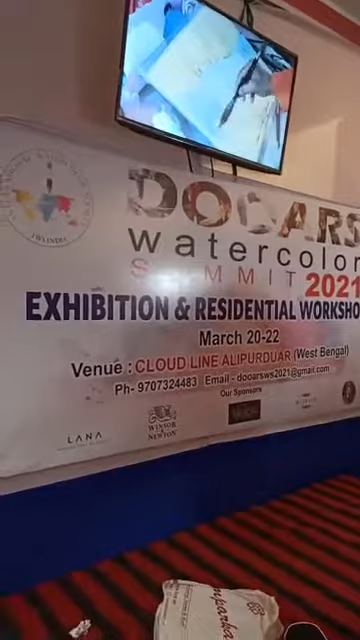 DOOARS
watercolor
SUMMIT 2021
EXHIBITION & RESIDENTIAL WORKSHO
March 20-22
Venue : CLOUD LINE ALIPURDUAR (West Bengal)
Ph- 9707324483 Email - dooarsws2021@gmail.com
Our Sponsors
LANA
WINSOR
& NEWTON